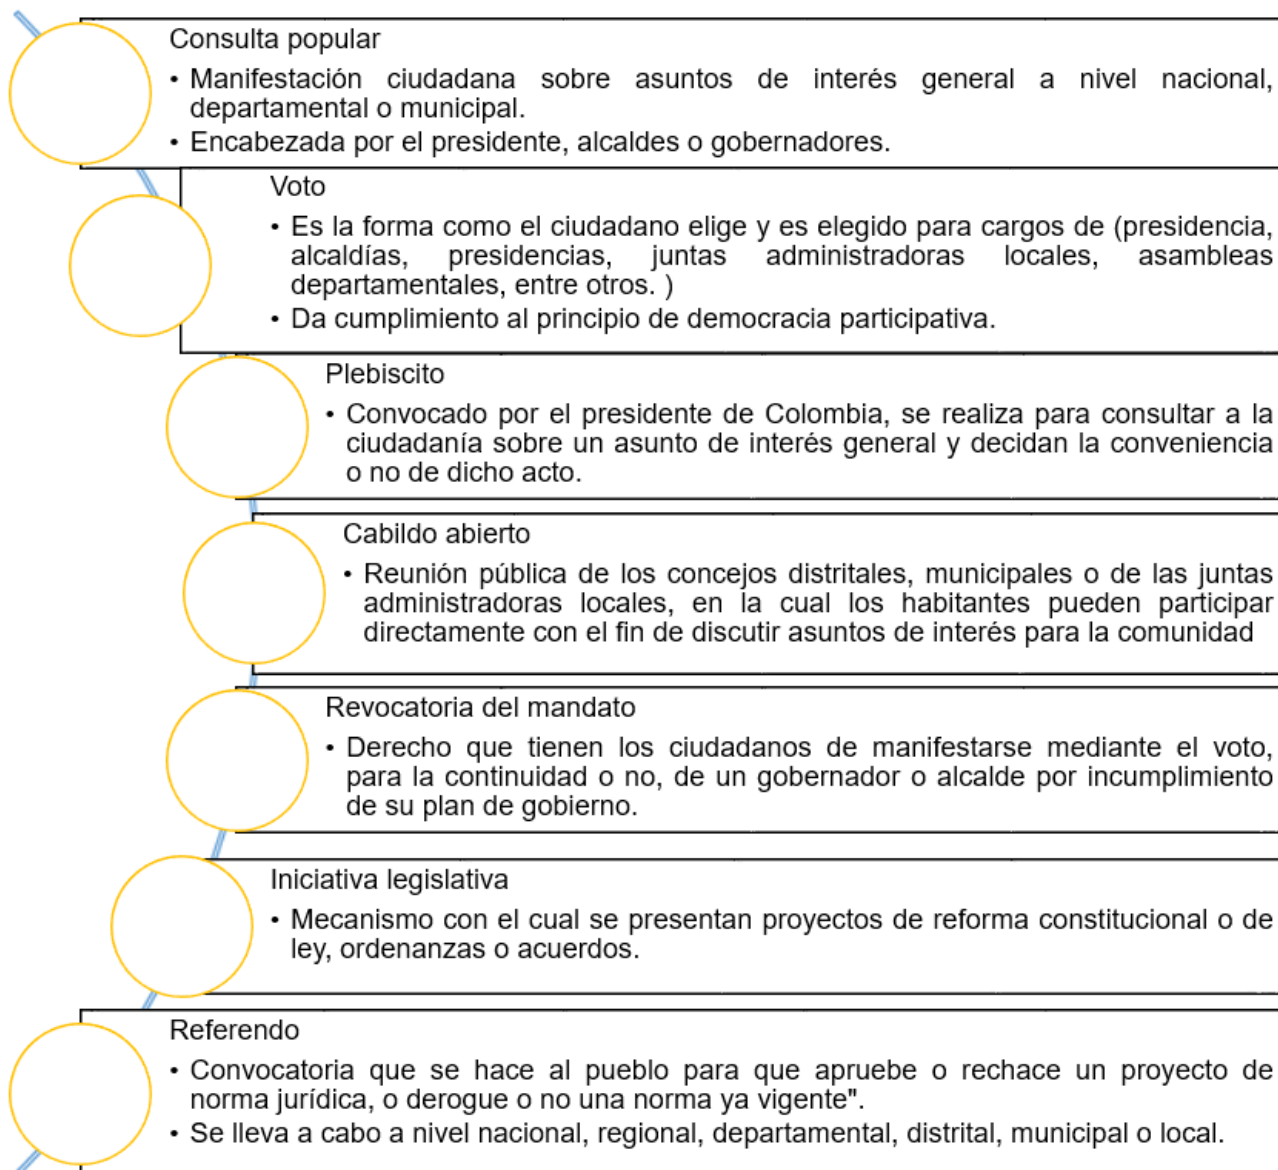 Consulta popular
• Manifestación ciudadana sobre asuntos de interés general a nivel nacional,
departamental o municipal.
• Encabezada por el presidente, alcaldes o gobernadores.
Voto
• Es la forma como el ciudadano elige y es elegido para cargos de (presidencia,
alcaldías, presidencias, juntas administradoras locales, asambleas
departamentales, entre otros. )
• Da cumplimiento al principio de democracia participativa.
Plebiscito
• Convocado por el presidente de Colombia, se realiza para consultar a la
ciudadanía sobre un asunto de interés general y decidan la conveniencia
o no de dicho acto.
Cabildo abierto
• Reunión pública de los concejos distritales, municipales o de las juntas
administradoras locales, en la cual los habitantes pueden participar
directamente con el fin de discutir asuntos de interés para la comunidad
Revocatoria del mandato
• Derecho que tienen los ciudadanos de manifestarse mediante el voto,
para la continuidad o no, de un gobernador o alcalde por incumplimiento
de su plan de gobierno.
Iniciativa legislativa
• Mecanismo con el cual se presentan proyectos de reforma constitucional o de
ley, ordenanzas o acuerdos.
Referendo
• Convocatoria que se hace al pueblo para que apruebe o rechace un proyecto de
norma jurídica, o derogue o no una norma ya vigente".
• Se lleva a cabo a nivel nacional, regional, departamental, distrital, municipal o local.